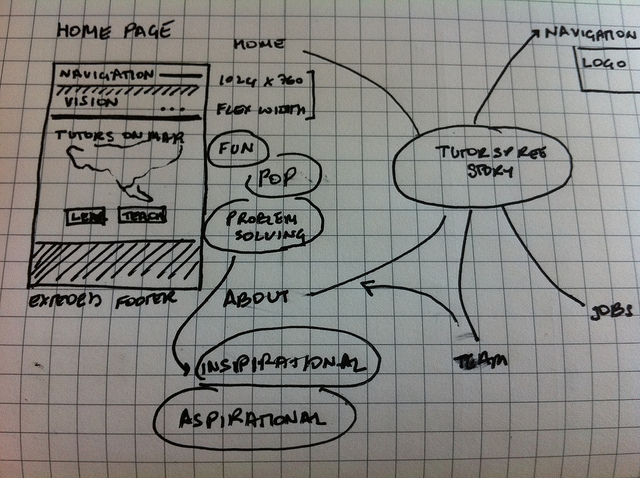 HOME PAGE
NAVIGATION
VISION ...
TUTORS ON MAP
LEARN TEACH
EXTENDED FOOTER
HOME
1024 x 760
FLEX WIDTH
FUN
POP
PROBLEM
SOLVING
ABOUT
INSPIRATIONAL
ASPIRATIONAL
NAVIGATION
LOGO
TUTORSPREE
STORY
TEAM
JOBS